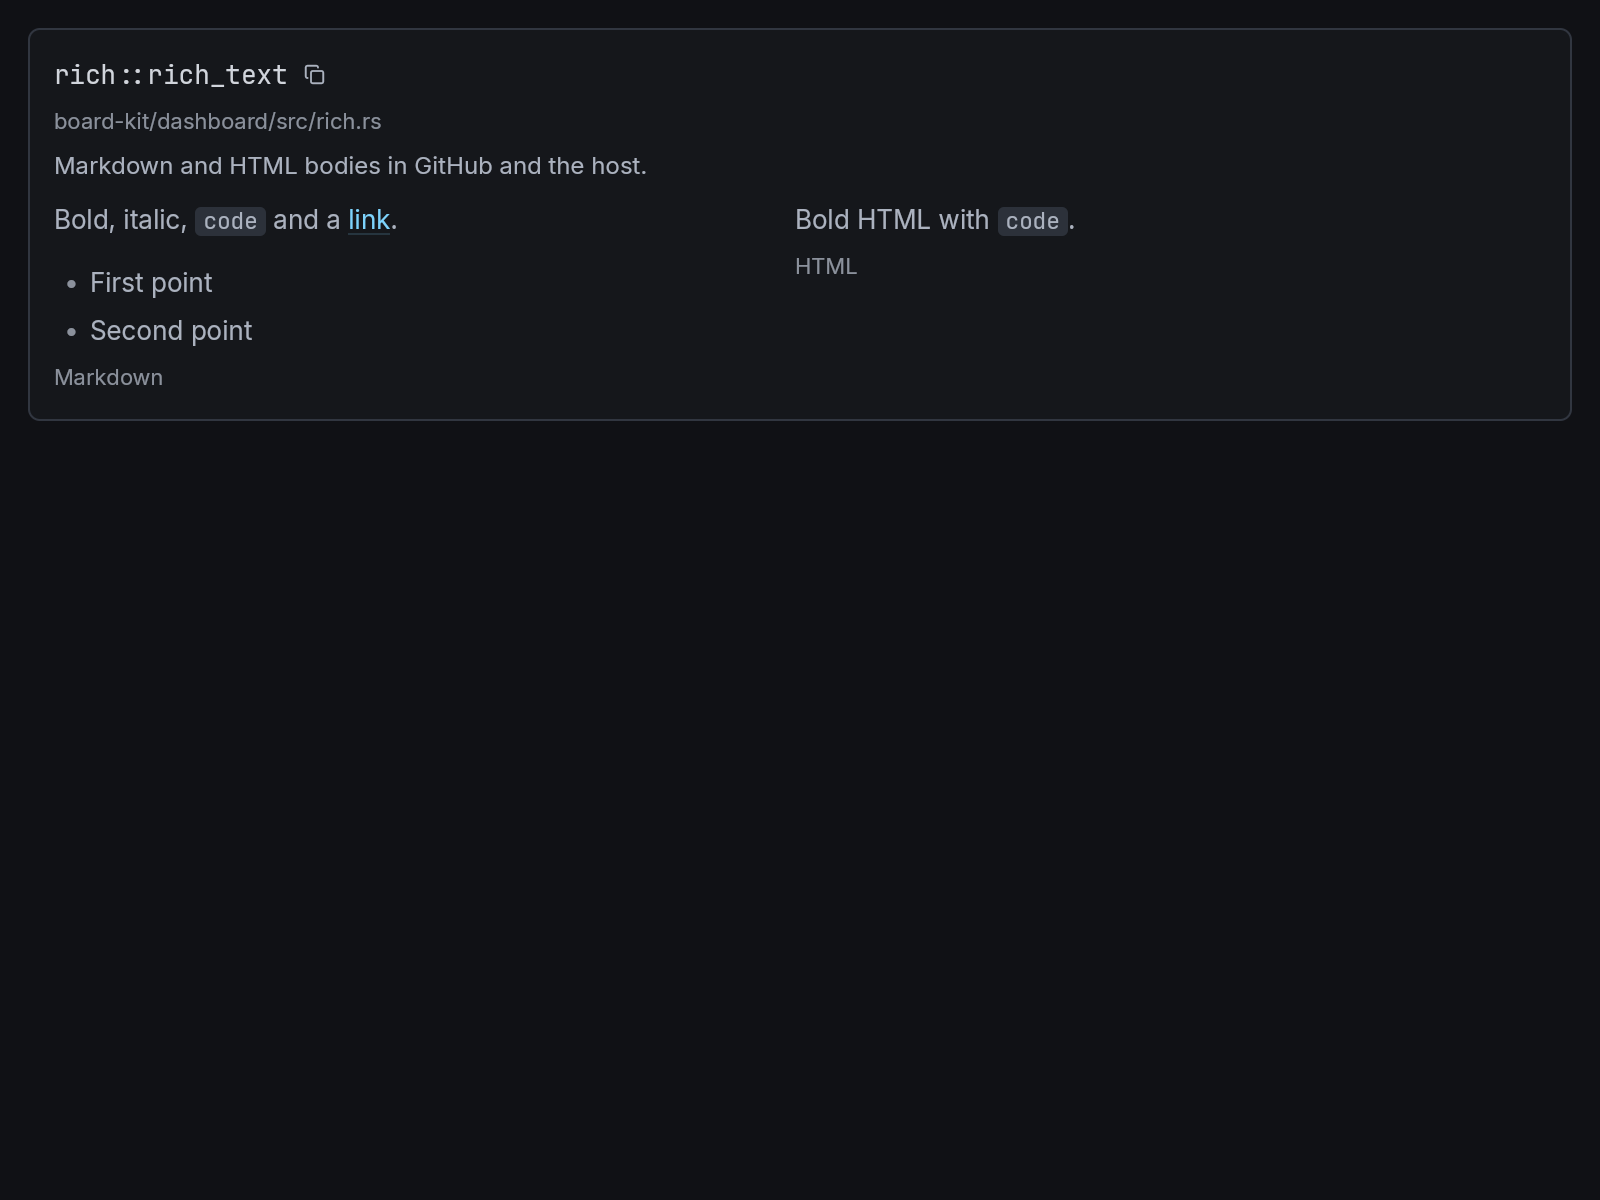 rich::rich_text
board-kit/dashboard/src/rich.rs
Markdown and HTML bodies in GitHub and the host.
Bold, italic, code and a link.
• First point
• Second point
Markdown
Bold HTML with code.
HTML